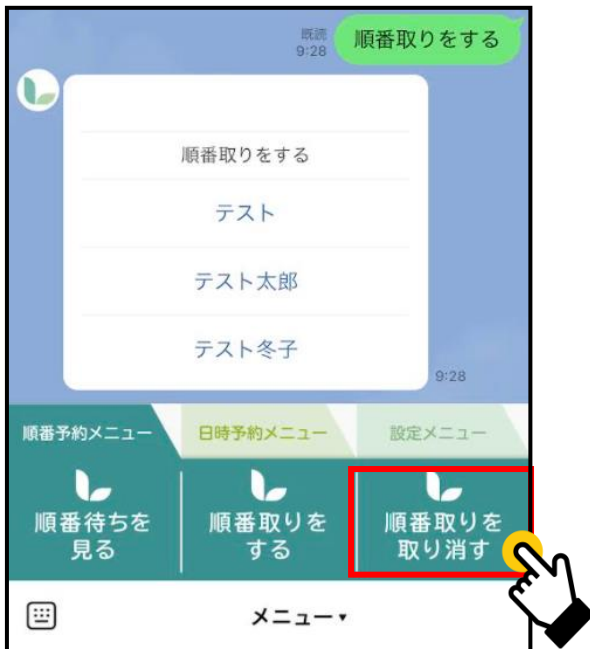 順番取りをする
既読
9:28
順番取りをする
テスト
テスト太郎
テスト冬子
9:28
順番予約メニュー
日時予約メニュー
設定メニュー
順番待ちを
見る
順番取りを
する
順番取りを
取り消す
メニュー▼